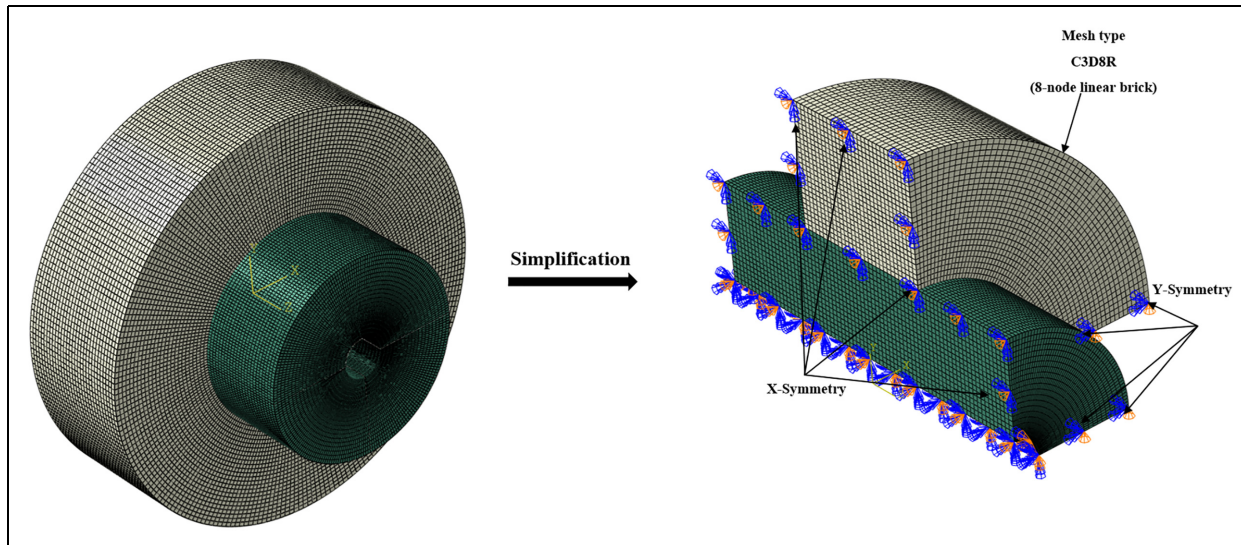 Mesh type
C3D8R
(8-node linear brick)
Simplification
Y-Symmetry
X-Symmetry